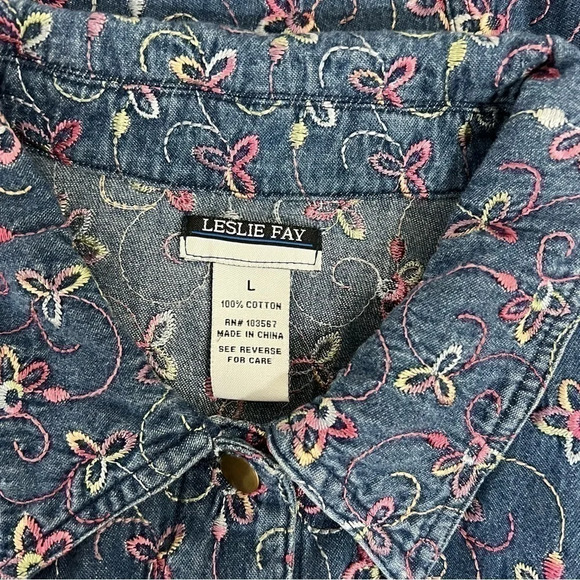 LESLIE FAY
L
100% COTTON
RN# 103567
MADE IN CHINA
SEE REVERSE
FOR CARE